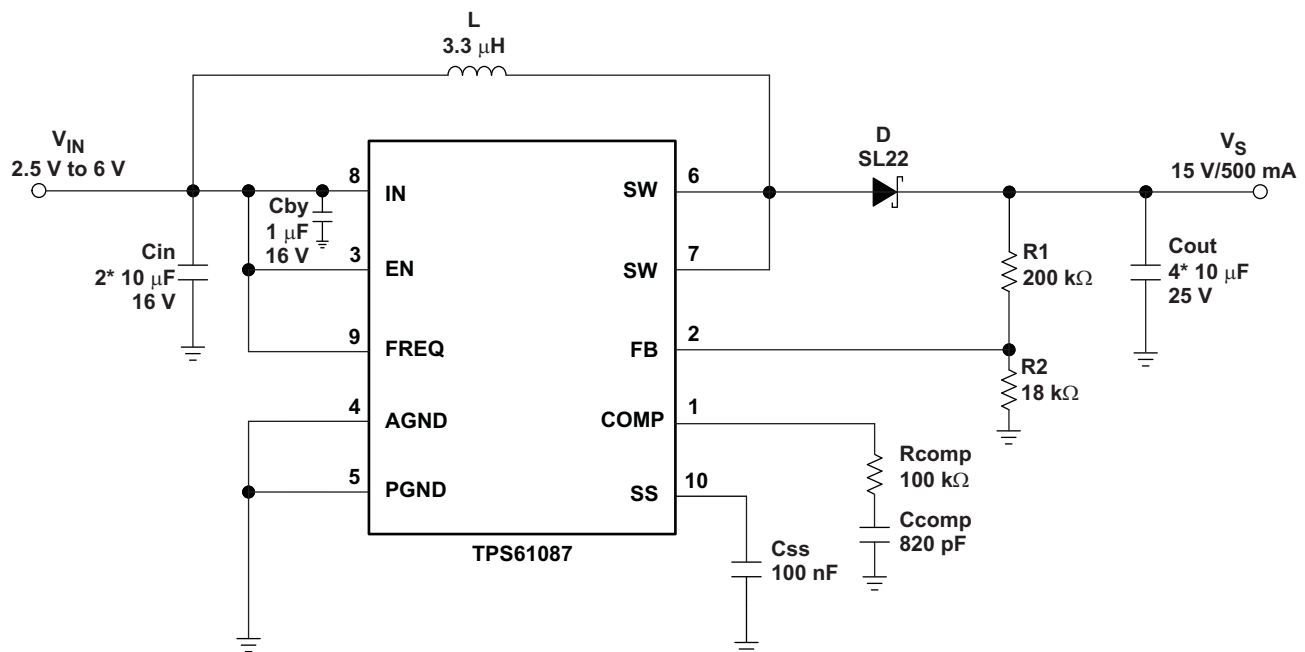 L
3.3 μH
V_IN
2.5 V to 6 V
D
SL22
V_S
15 V/500 mA
8
IN
SW
6
Cby
1 μF
16 V
Cin
2* 10 μF
16 V
3
EN
SW
7
R1
200 kΩ
Cout
4* 10 μF
25 V
9
FREQ
FB
2
R2
18 kΩ
4
AGND
COMP
1
Rcomp
100 kΩ
5
PGND
SS
10
Ccomp
820 pF
TPS61087
Css
100 nF